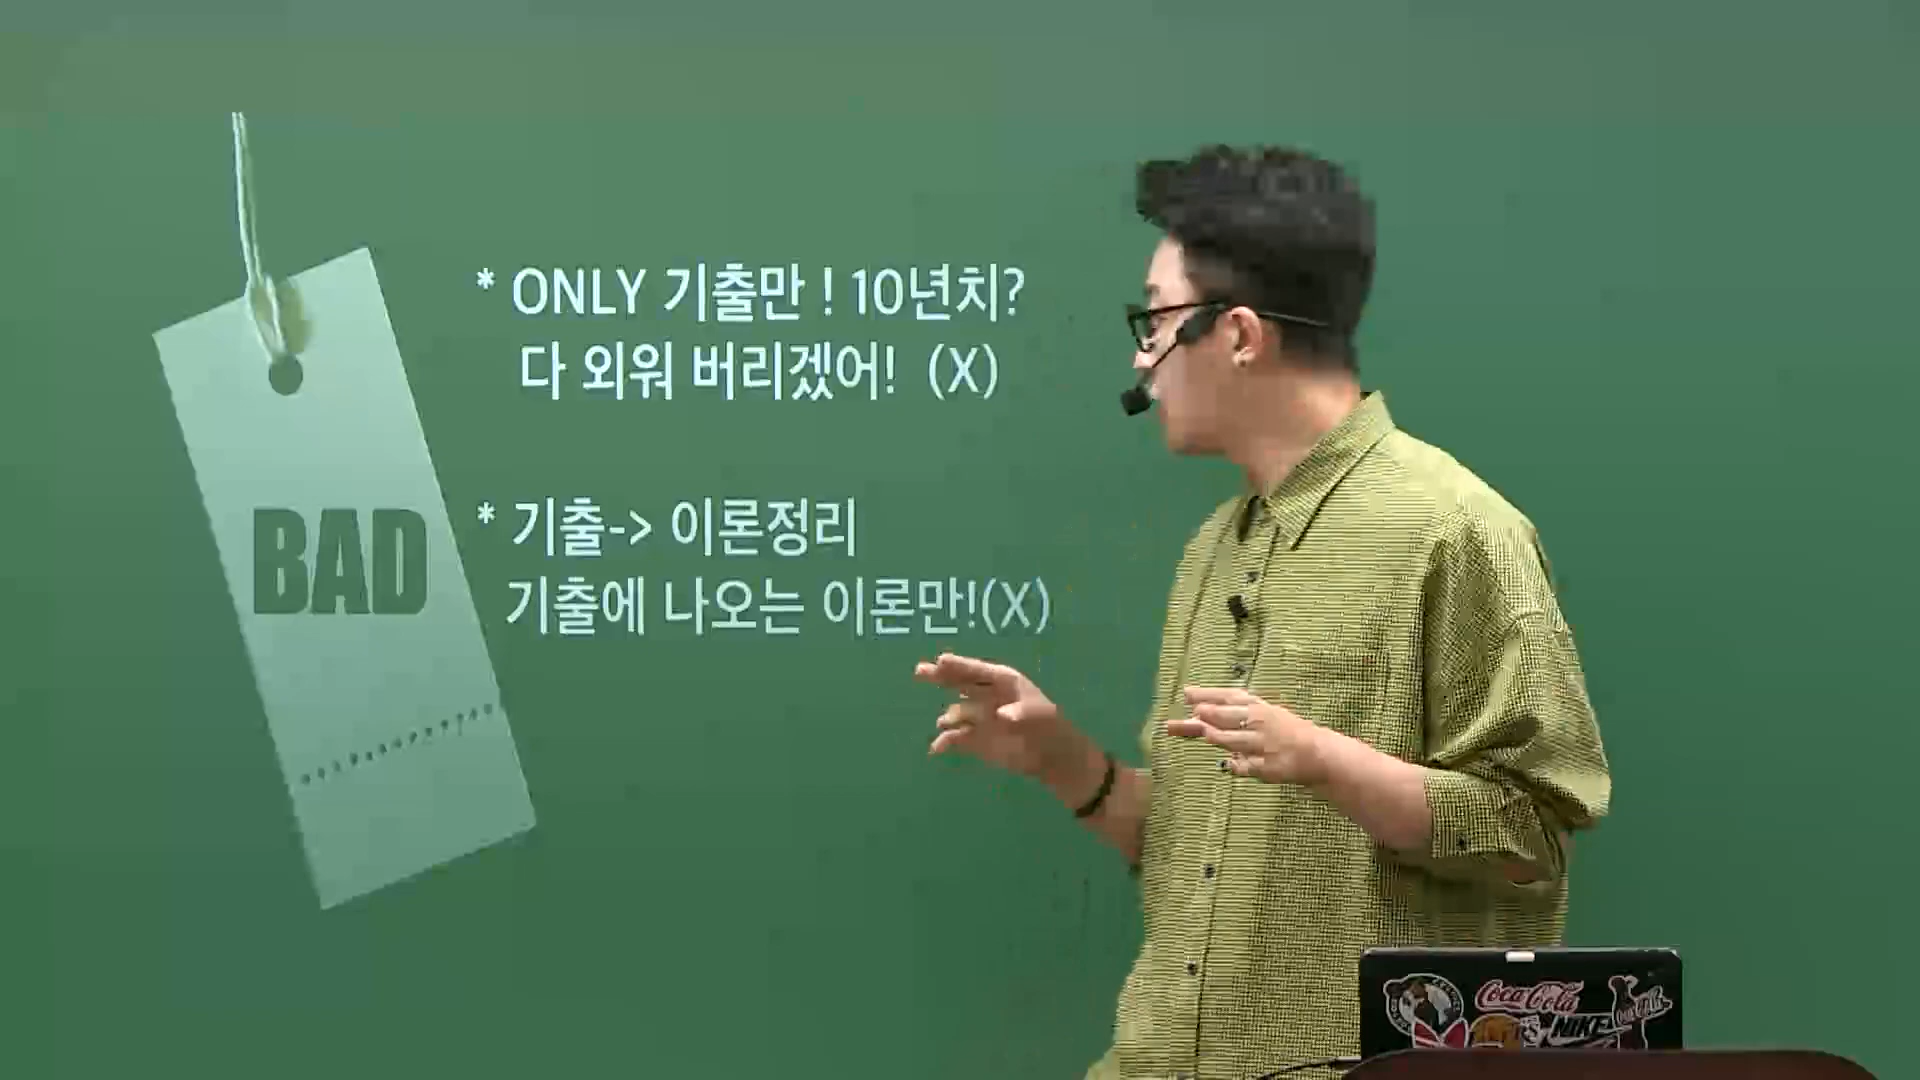 * ONLY 기출만 ! 10년치?
다 외워 버리겠어! (X)
BAD
* 기출-> 이론정리
기출에 나오는 이론만!(X)
Coca-Cola
NIKE